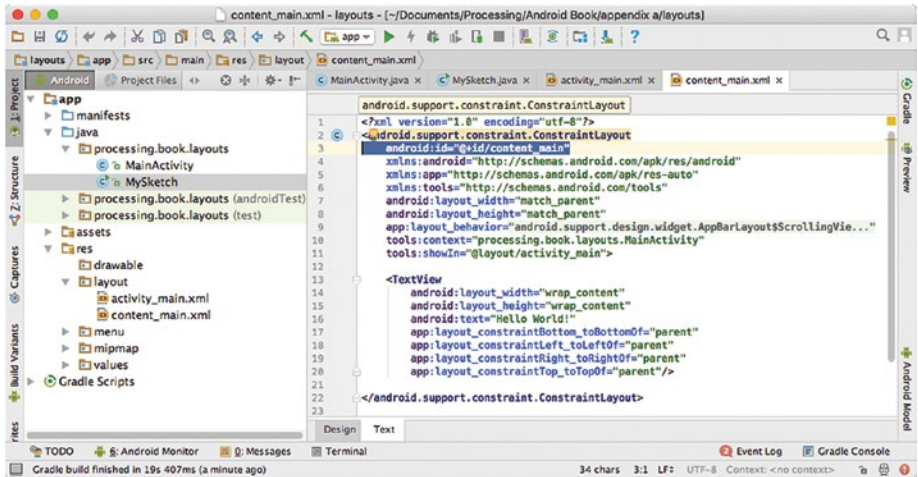 content_main.xml - layouts - [~/Documents/Processing/Android Book/appendix a/layouts]
app
layouts app src main res layout content_main.xml
Android Project Files
MainActivity.java × MySketch.java × activity_main.xml × content_main.xml ×
1: Project
Z: Structure
Captures
Build Variants
rites
app
manifests
java
processing.book.layouts
MainActivity
MySketch
processing.book.layouts (androidTest)
processing.book.layouts (test)
assets
res
drawable
layout
activity_main.xml
content_main.xml
menu
mipmap
values
Gradle Scripts
android.support.constraint.ConstraintLayout
1 <?xml version="1.0" encoding="utf-8"?>
2 <android.support.constraint.ConstraintLayout
3 android:id="@+id/content_main"
4 xmlns:android="http://schemas.android.com/apk/res/android"
5 xmlns:app="http://schemas.android.com/apk/res-auto"
6 xmlns:tools="http://schemas.android.com/tools"
7 android:layout_width="match_parent"
8 android:layout_height="match_parent"
9 app:layout_behavior="android.support.design.widget.AppBarLayout$ScrollingVie..."
10 tools:context="processing.book.layouts.MainActivity"
11 tools:showIn="@layout/activity_main">
12
13 <TextView
14 android:layout_width="wrap_content"
15 android:layout_height="wrap_content"
16 android:text="Hello World!"
17 app:layout_constraintBottom_toBottomOf="parent"
18 app:layout_constraintLeft_toLeftOf="parent"
19 app:layout_constraintRight_toRightOf="parent"
20 app:layout_constraintTop_toTopOf="parent"/>
21
22 </android.support.constraint.ConstraintLayout>
23
Design Text
Gradle
Preview
Android Model
TODO 6: Android Monitor 0: Messages Terminal Event Log Gradle Console
Gradle build finished in 19s 407ms (a minute ago) 34 chars 3:1 LF÷ UTF-8 Context: <no context>